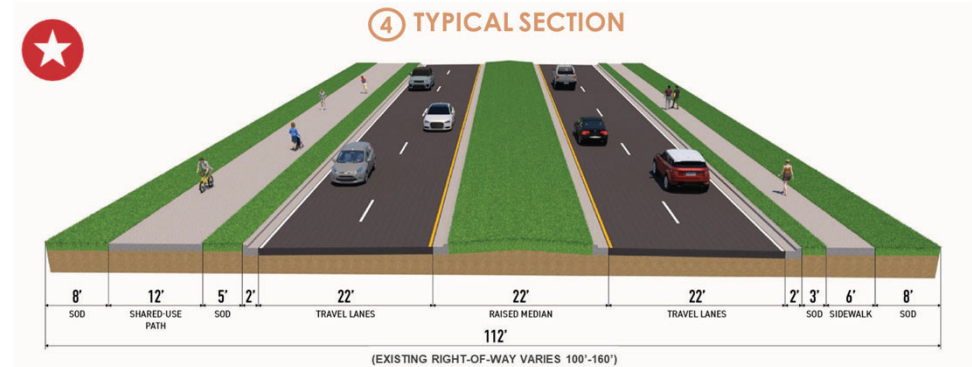 4 TYPICAL SECTION
8' 12' 5' 2' 22' 22' 22' 2' 3' 6' 8'
SOD SHARED-USE PATH SOD TRAVEL LANES RAISED MEDIAN TRAVEL LANES SOD SIDEWALK SOD
112'
(EXISTING RIGHT-OF-WAY VARIES 100'-160')